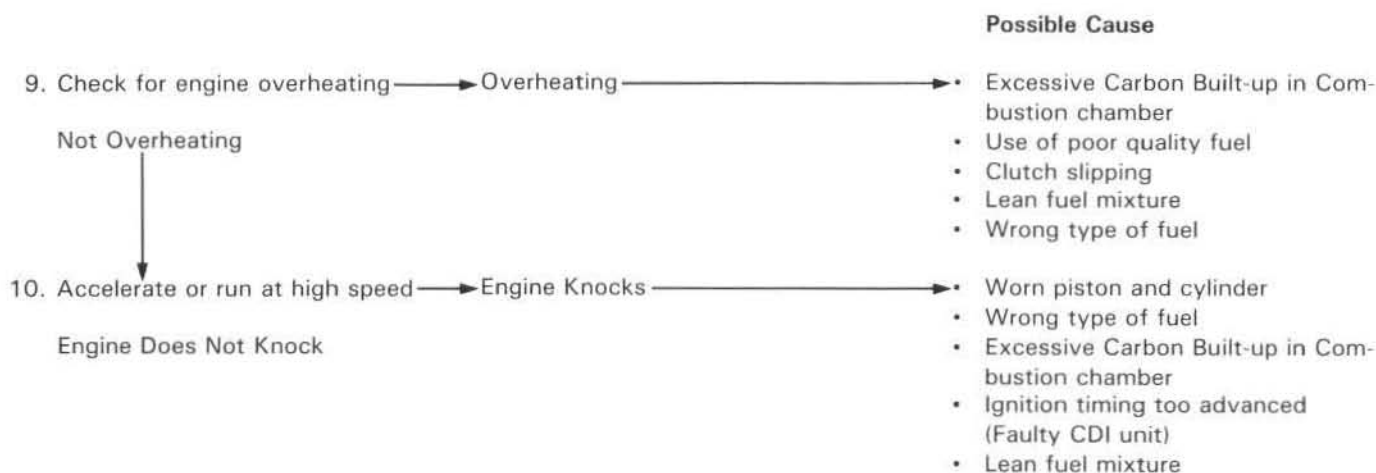 Possible Cause
9. Check for engine overheating
Overheating
• Excessive Carbon Built-up in Com-
bustion chamber
• Use of poor quality fuel
• Clutch slipping
• Lean fuel mixture
• Wrong type of fuel
Not Overheating
10. Accelerate or run at high speed
Engine Knocks
• Worn piston and cylinder
• Wrong type of fuel
• Excessive Carbon Built-up in Com-
bustion chamber
• Ignition timing too advanced
(Faulty CDI unit)
• Lean fuel mixture
Engine Does Not Knock